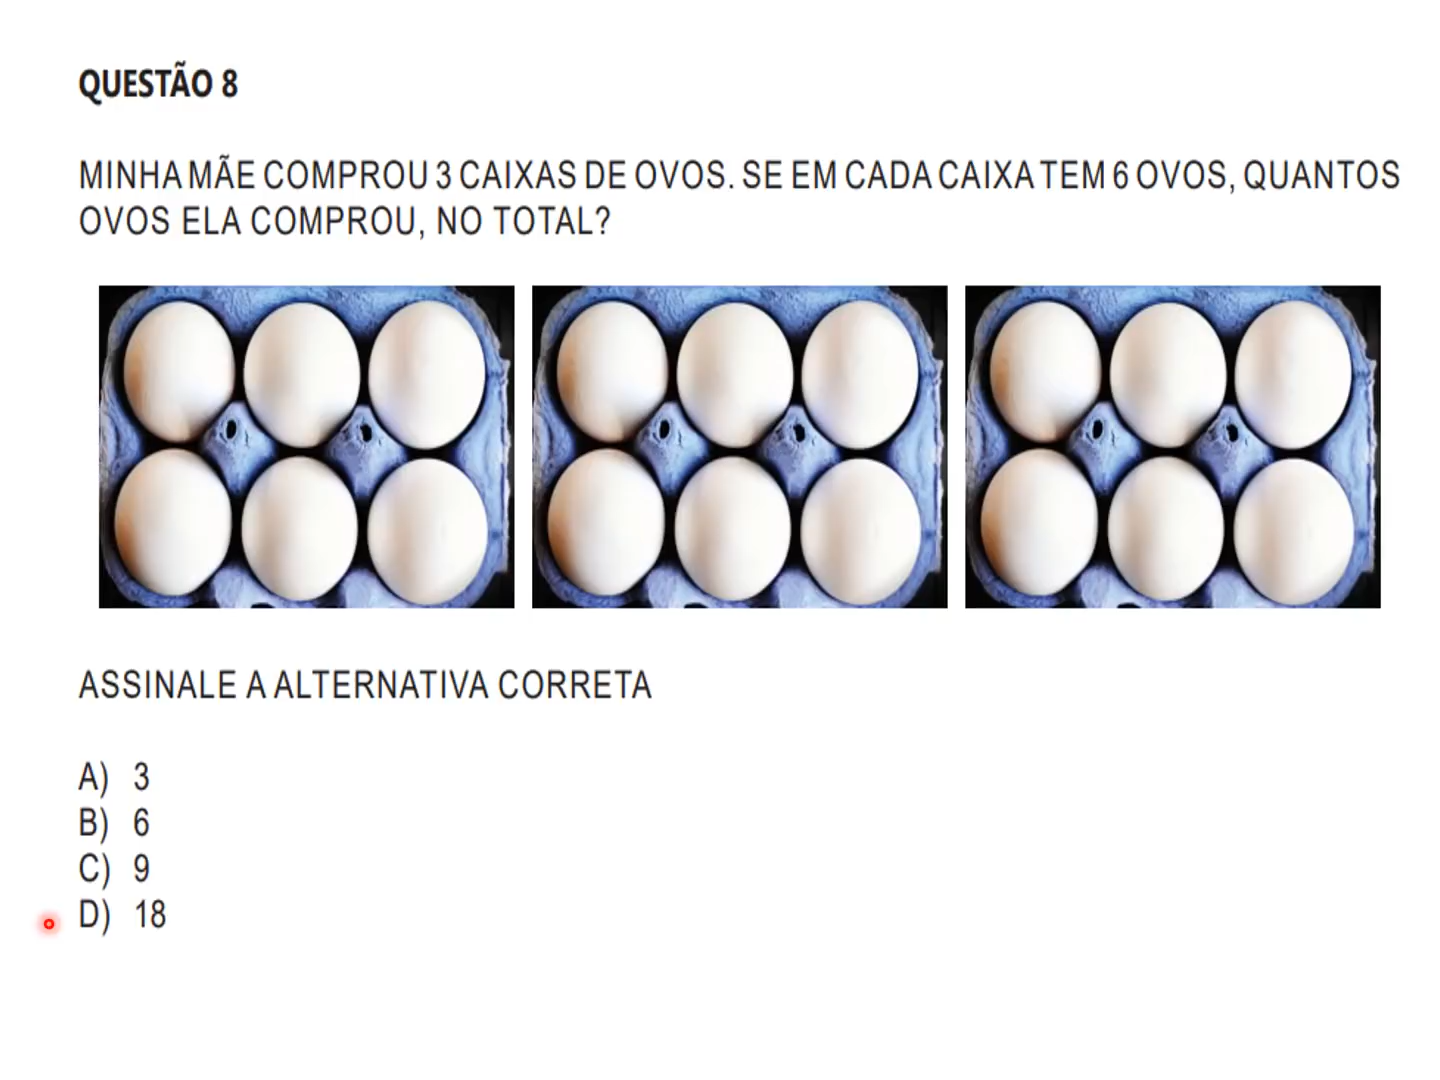 QUESTÃO 8
MINHA MÃE COMPROU 3 CAIXAS DE OVOS. SE EM CADA CAIXA TEM 6 OVOS, QUANTOS
OVOS ELA COMPROU, NO TOTAL?
ASSINALE A ALTERNATIVA CORRETA
A) 3
B) 6
C) 9
D) 18